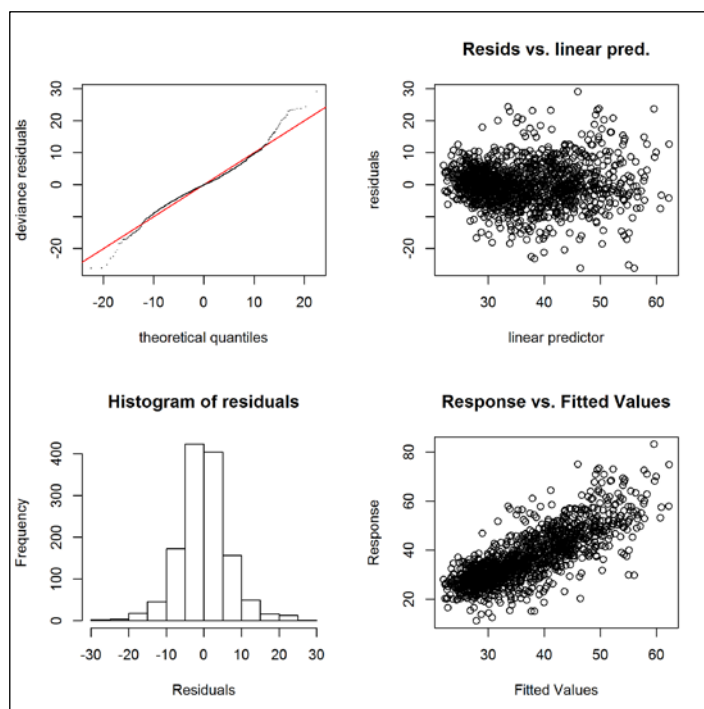 Resids vs. linear pred.
deviance residuals
-20 0 10 20 30
-20 -10 0 10 20
theoretical quantiles
residuals
-20 0 10 20 30
30 40 50 60
linear predictor
Histogram of residuals
Frequency
0 100 200 300 400
-30 -20 -10 0 10 20 30
Residuals
Response vs. Fitted Values
Response
20 40 60 80
30 40 50 60
Fitted Values